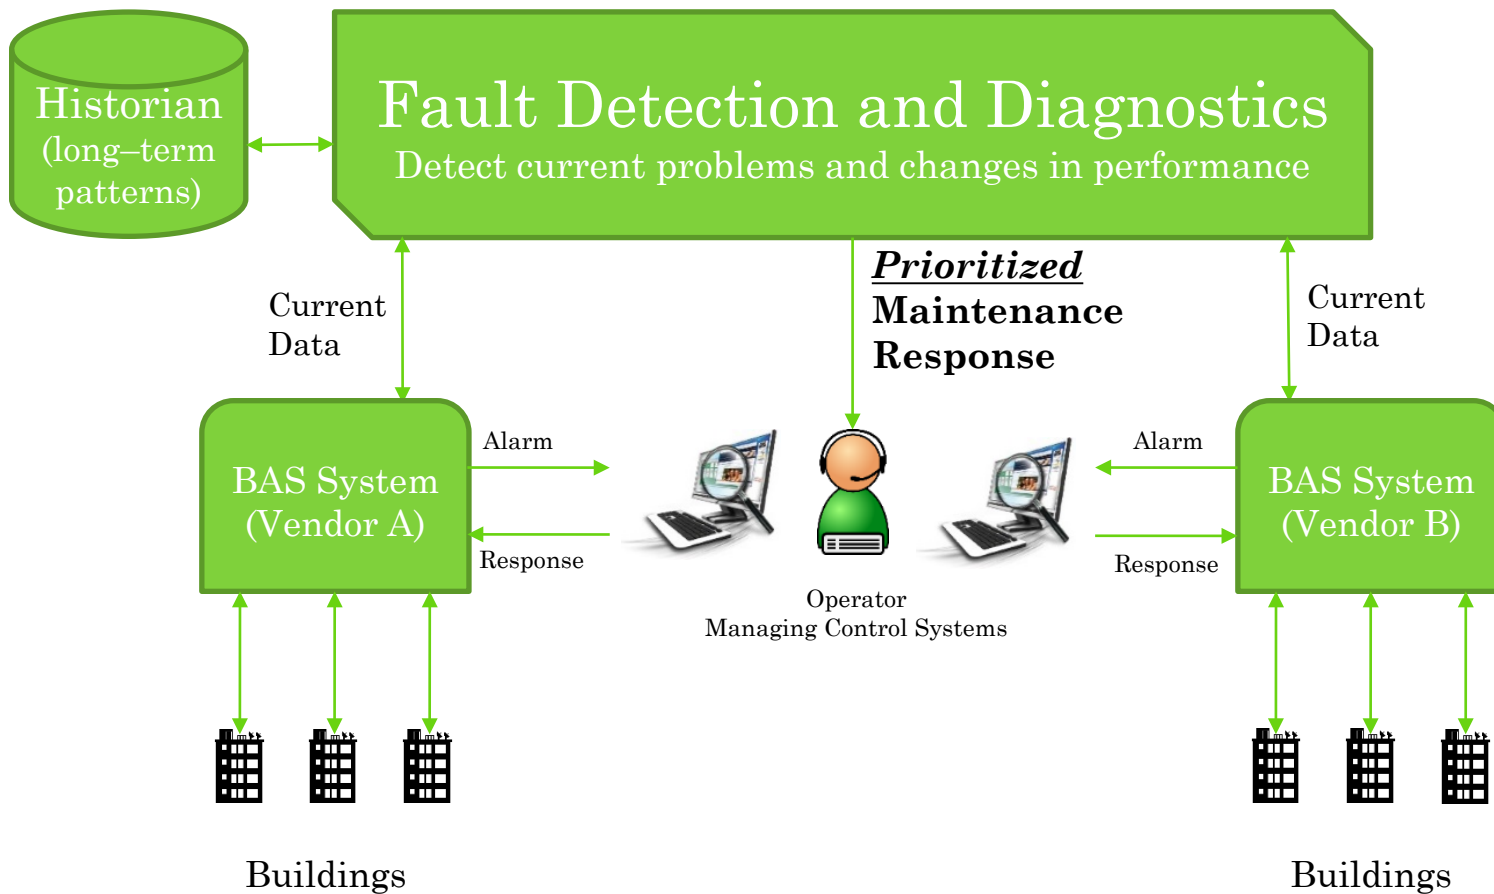 Historian
(long–term
patterns)
Fault Detection and Diagnostics
Detect current problems and changes in performance
Current
Data
Prioritized
Maintenance
Response
Current
Data
BAS System
(Vendor A)
Alarm
Response
Operator
Managing Control Systems
Alarm
Response
BAS System
(Vendor B)
Buildings
Buildings